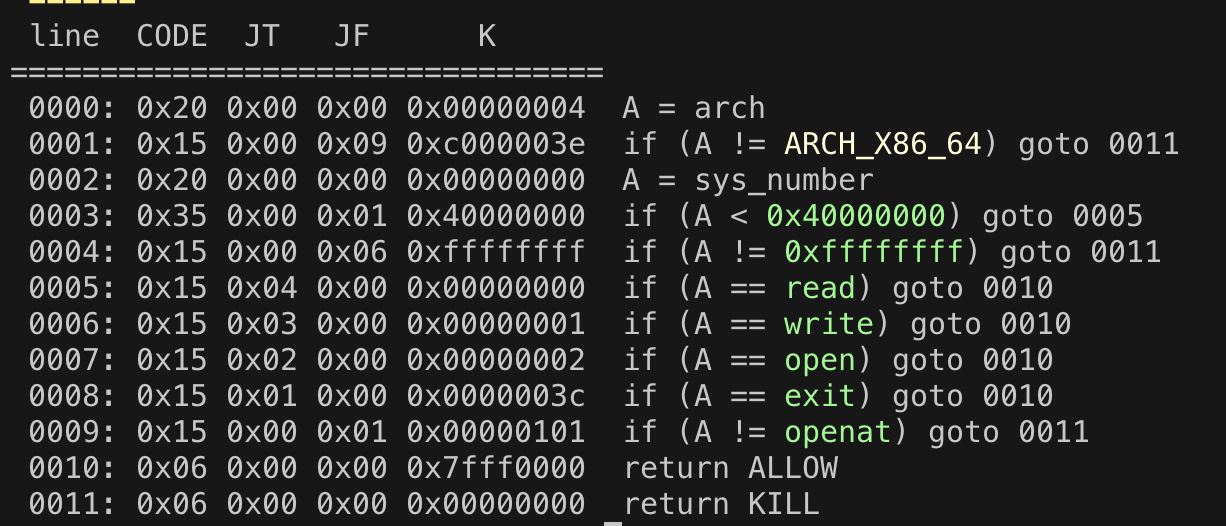 line  CODE  JT   JF      K
=================================
0000: 0x20 0x00 0x00 0x00000004  A = arch
0001: 0x15 0x00 0x09 0xc000003e  if (A != ARCH_X86_64) goto 0011
0002: 0x20 0x00 0x00 0x00000000  A = sys_number
0003: 0x35 0x00 0x01 0x40000000  if (A < 0x40000000) goto 0005
0004: 0x15 0x00 0x06 0xffffffff  if (A != 0xffffffff) goto 0011
0005: 0x15 0x04 0x00 0x00000000  if (A == read) goto 0010
0006: 0x15 0x03 0x00 0x00000001  if (A == write) goto 0010
0007: 0x15 0x02 0x00 0x00000002  if (A == open) goto 0010
0008: 0x15 0x01 0x00 0x0000003c  if (A == exit) goto 0010
0009: 0x15 0x00 0x01 0x00000101  if (A != openat) goto 0011
0010: 0x06 0x00 0x00 0x7fff0000  return ALLOW
0011: 0x06 0x00 0x00 0x00000000  return KILL